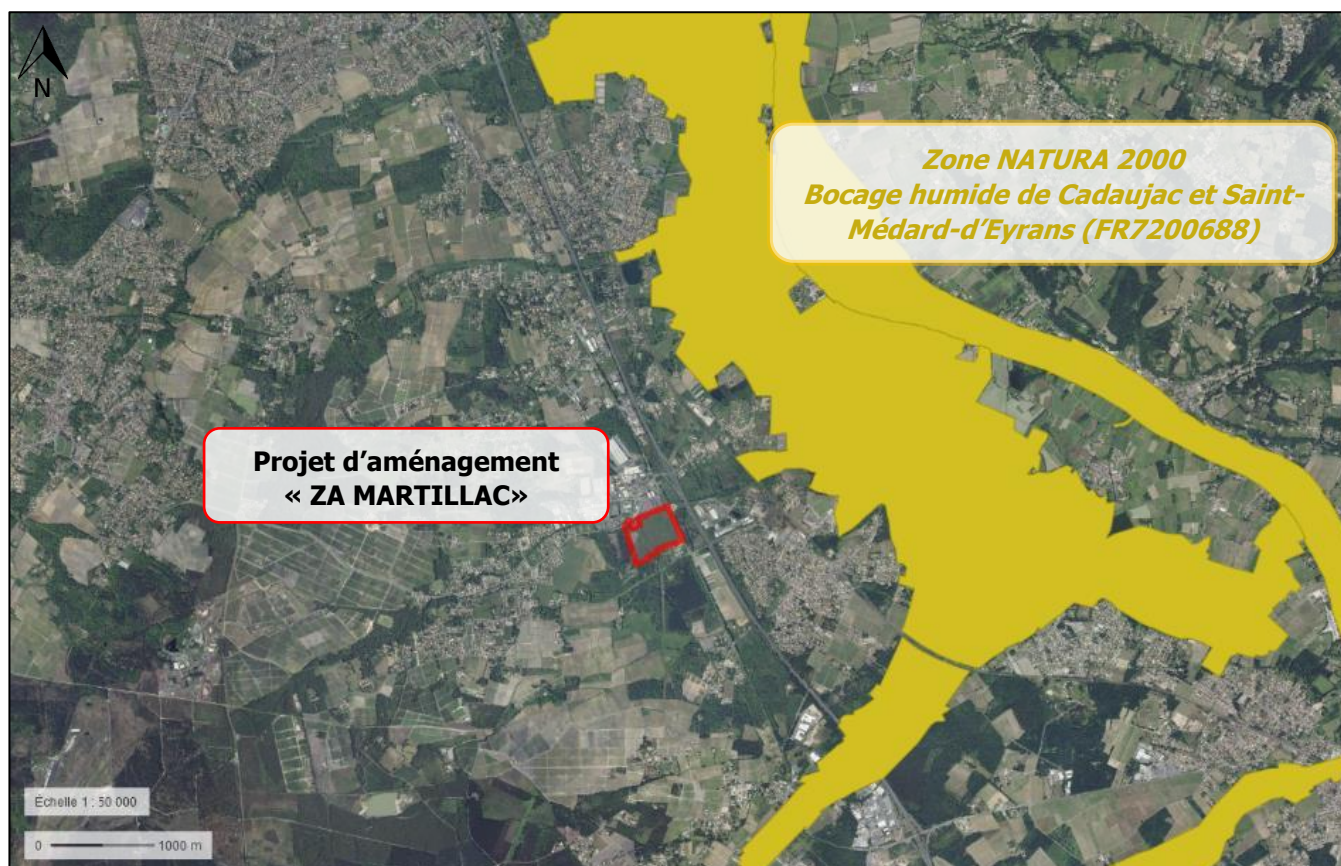 N
Zone NATURA 2000
Bocage humide de Cadaujac et Saint-
Médard-d’Eyrans (FR7200688)
Projet d’aménagement
« ZA MARTILLAC»
Échelle 1 : 50 000
0 1000 m